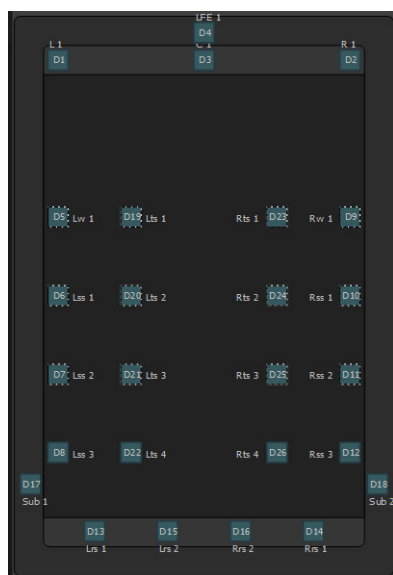 LFE 1
D4
L 1
C 1
R 1
D1
D3
D2
D5 Lw 1 D19 Lts 1 Rts 1 D23 Rw 1 D9
D6 Lss 1 D20 Lts 2 Rts 2 D24 Rss 1 D10
D7 Lss 2 D21 Lts 3 Rts 3 D25 Rss 2 D11
D8 Lss 3 D22 Lts 4 Rts 4 D26 Rss 3 D12
D17 D18
Sub 1 Sub 2
D13 D15 D16 D14
Lrs 1 Lrs 2 Rrs 2 Rrs 1